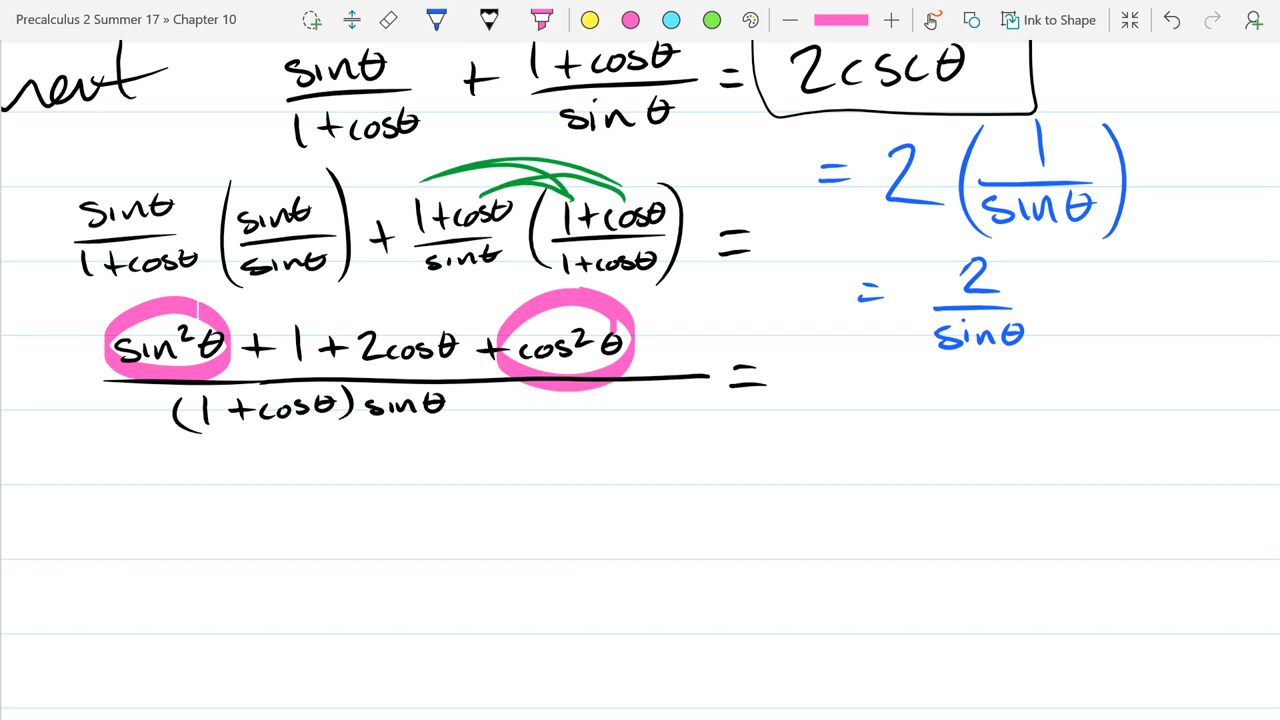 Precalculus 2 Summer 17 » Chapter 10
Ink to Shape
sinθ/(1+cosθ) + (1+cosθ)/sinθ = 2cscθ
= 2(1/sinθ)
sinθ/(1+cosθ) (sinθ/sinθ) + (1+cosθ)/sinθ ((1+cosθ)/(1+cosθ)) =
= 2/sinθ
(sin²θ + 1 + 2cosθ + cos²θ)/((1+cosθ)sinθ) =